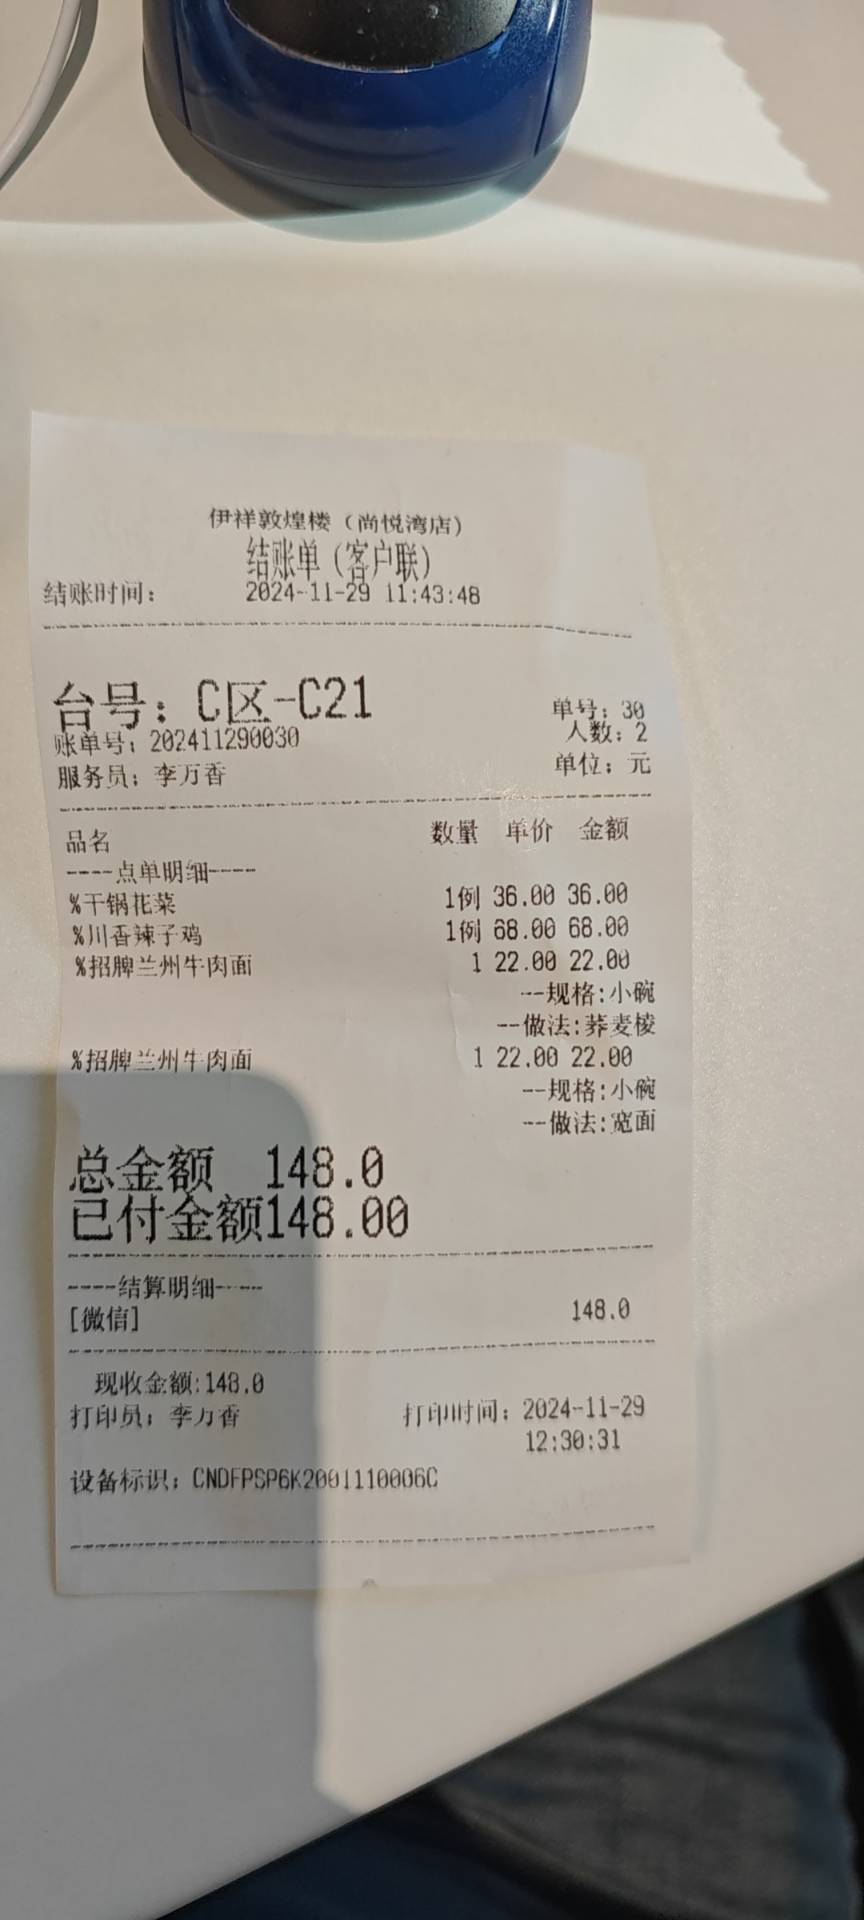 伊祥敦煌楼（尚悦湾店）
结账单（客户联）
结账时间： 2024-11-29 11:43:48
台号：C区-C21 单号：30
人数：2
账单号：202411290030
服务员：李万香 单位：元
品名 数量 单价 金额
----点单明细----
%干锅花菜 1例 36.00 36.00
%川香辣子鸡 1例 68.00 68.00
%招牌兰州牛肉面 1 22.00 22.00
--规格:小碗
--做法:荞麦棱
%招牌兰州牛肉面 1 22.00 22.00
--规格:小碗
--做法:宽面
总金额 148.0
已付金额148.00
----结算明细----
[微信] 148.0
现收金额:148.0
打印员：李万香 打印时间：2024-11-29
12:30:31
设备标识：CNDFPSP6K2001110006C